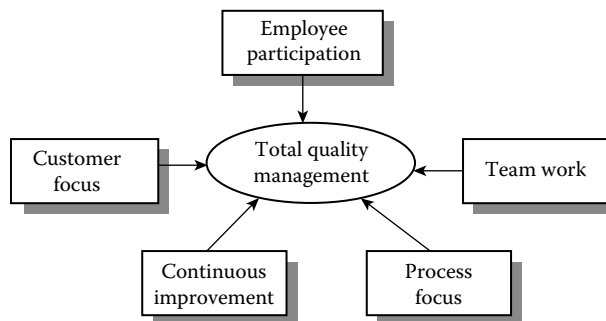 Employee
participation
Customer
focus
Total quality
management
Team work
Continuous
improvement
Process
focus